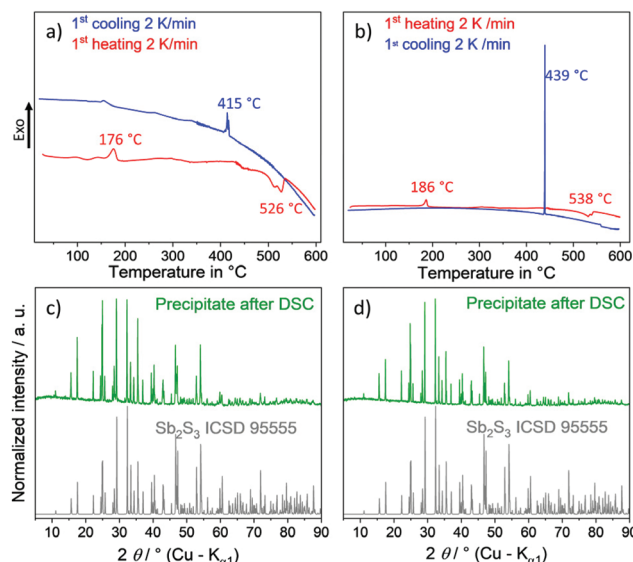 a)
1st cooling 2 K/min
1st heating 2 K/min
415 °C
176 °C
526 °C
Exo
0 100 200 300 400 500 600
Temperature in °C
b)
1st heating 2 K /min
1st cooling 2 K /min
439 °C
186 °C
538 °C
0 100 200 300 400 500 600
Temperature in °C
c)
Precipitate after DSC
Sb2S3 ICSD 95555
Normalized intensity / a. u.
5 10 20 30 40 50 60 70 80 90
2 θ / ° (Cu - Kα1)
d)
Precipitate after DSC
Sb2S3 ICSD 95555
5 10 20 30 40 50 60 70 80 90
2 θ / ° (Cu - Kα1)